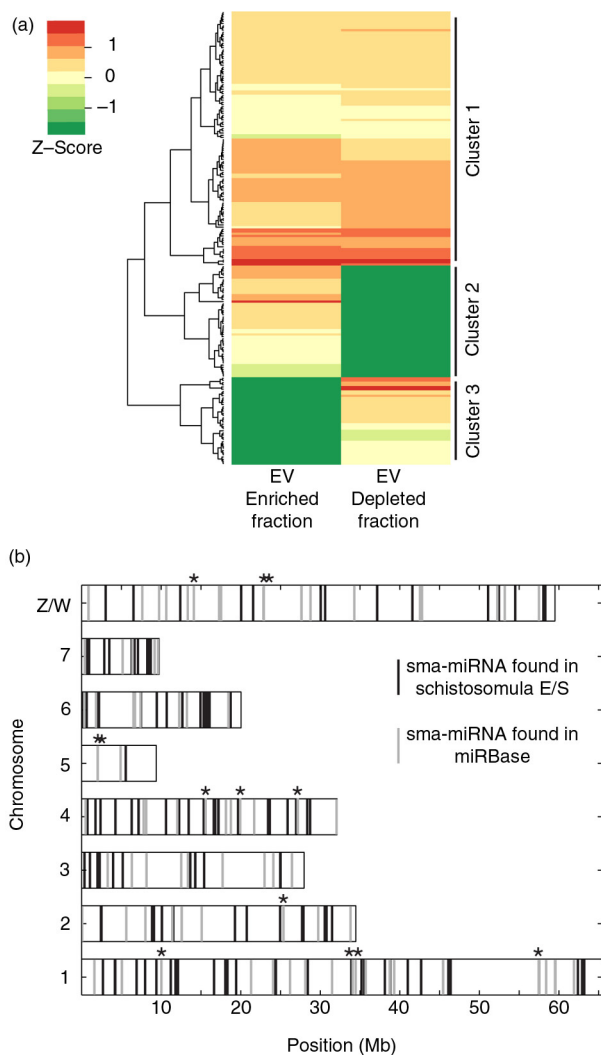 (a)
1
0
−1
Z–Score
Cluster 1
Cluster 2
Cluster 3
EV
Enriched
fraction
EV
Depleted
fraction
(b)
* * *
Z/W
7
6
* *
5
* * *
4
3
*
2
* * * *
1
sma-miRNA found in
schistosomula E/S
sma-miRNA found in
miRBase
Chromosome
10 20 30 40 50 60
Position (Mb)